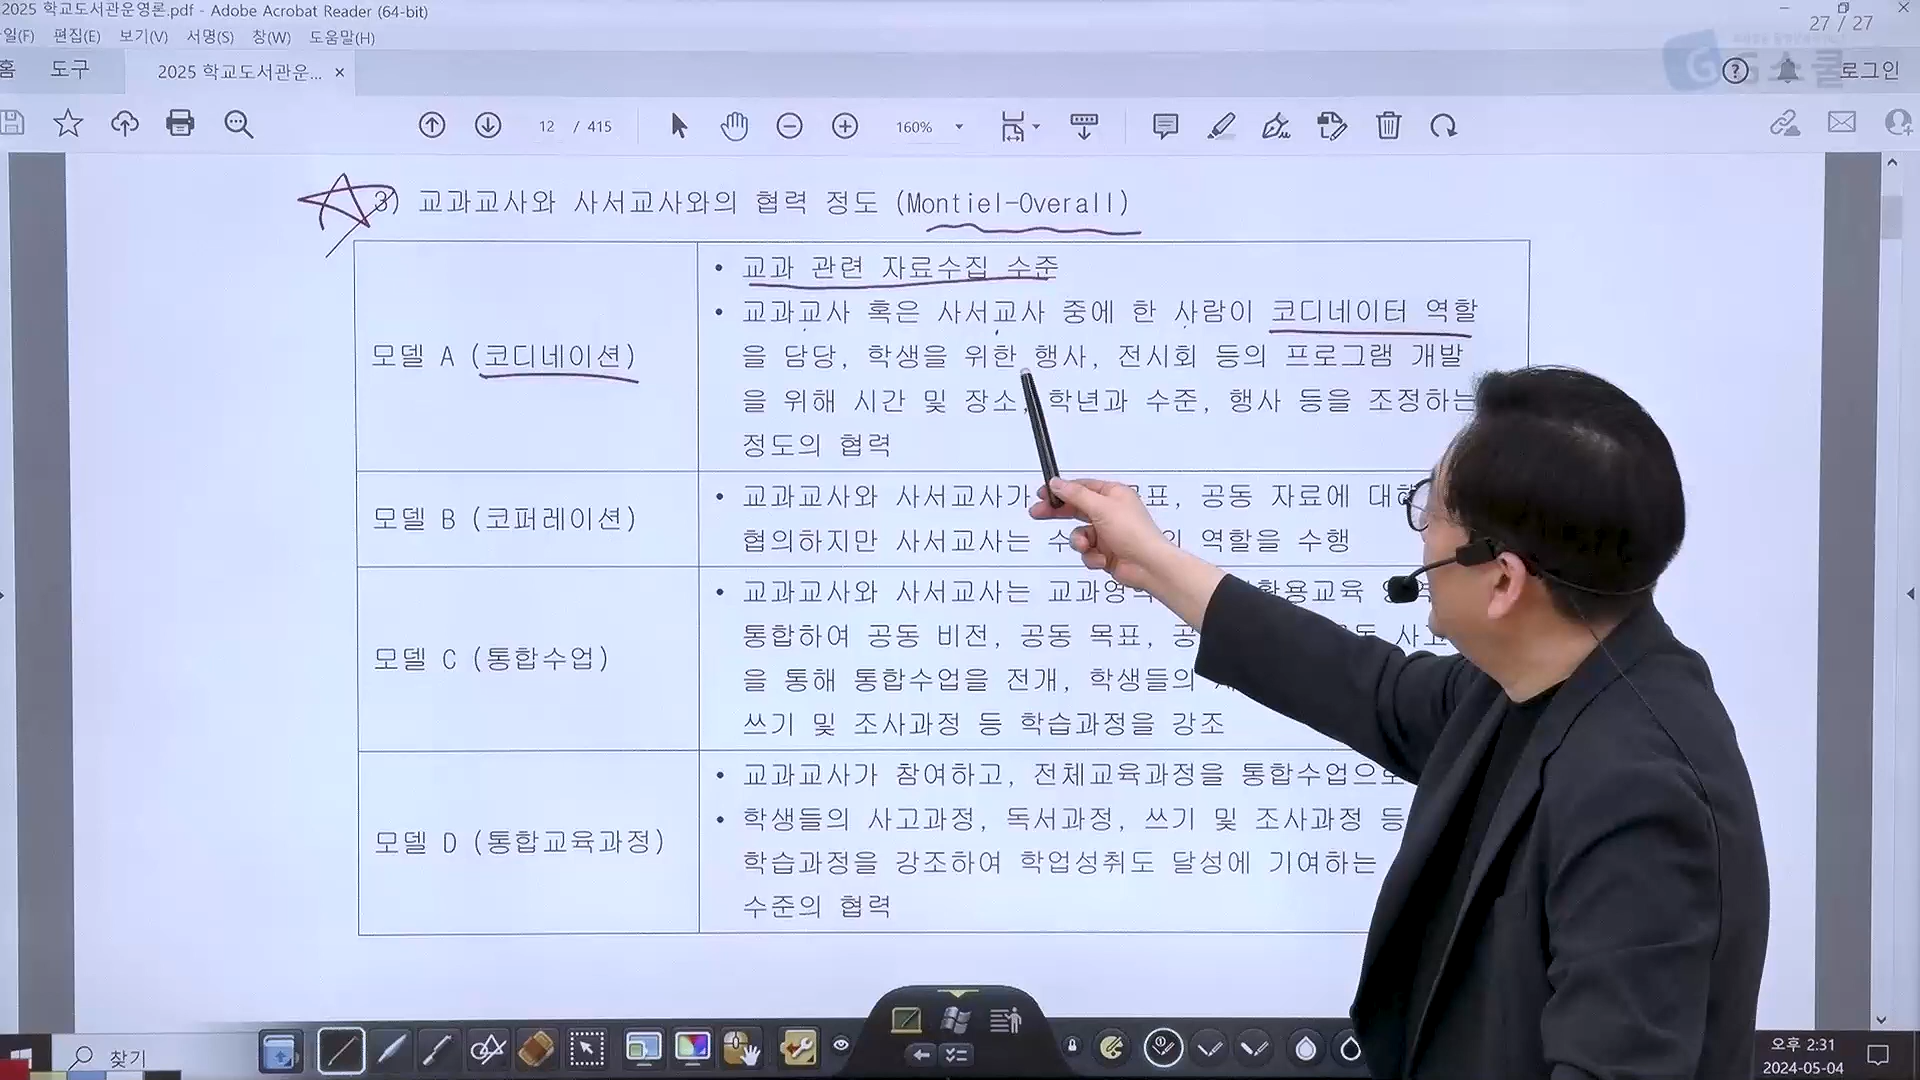 2025 학교도서관운영론.pdf - Adobe Acrobat Reader (64-bit)
27 / 27
편집(E) 보기(V) 서명(S) 창(W) 도움말(H)
홈 도구 2025 학교도서관운... ×
G스쿨
로그인
12 / 415
160%
3) 교과교사와 사서교사와의 협력 정도 (Montiel-Overall)
모델 A (코디네이션)
• 교과 관련 자료수집 수준
• 교과교사 혹은 사서교사 중에 한 사람이 코디네이터 역할
을 담당, 학생을 위한 행사, 전시회 등의 프로그램 개발
을 위해 시간 및 장소, 학년과 수준, 행사 등을 조정하는
정도의 협력
모델 B (코퍼레이션)
• 교과교사와 사서교사가 목표, 공동 자료에 대해
협의하지만 사서교사는 역할을 수행
모델 C (통합수업)
• 교과교사와 사서교사는
통합하여 공동 비전, 공동 목표,
을 통해 통합수업을 전개, 학생들의
쓰기 및 조사과정 등 학습과정을 강조
모델 D (통합교육과정)
• 교과교사가 참여하고, 전체교육과정을 통합수업으로
• 학생들의 사고과정, 독서과정, 쓰기 및 조사과정 등
학습과정을 강조하여 학업성취도 달성에 기여하는
수준의 협력
찾기
오후 2:31
2024-05-04